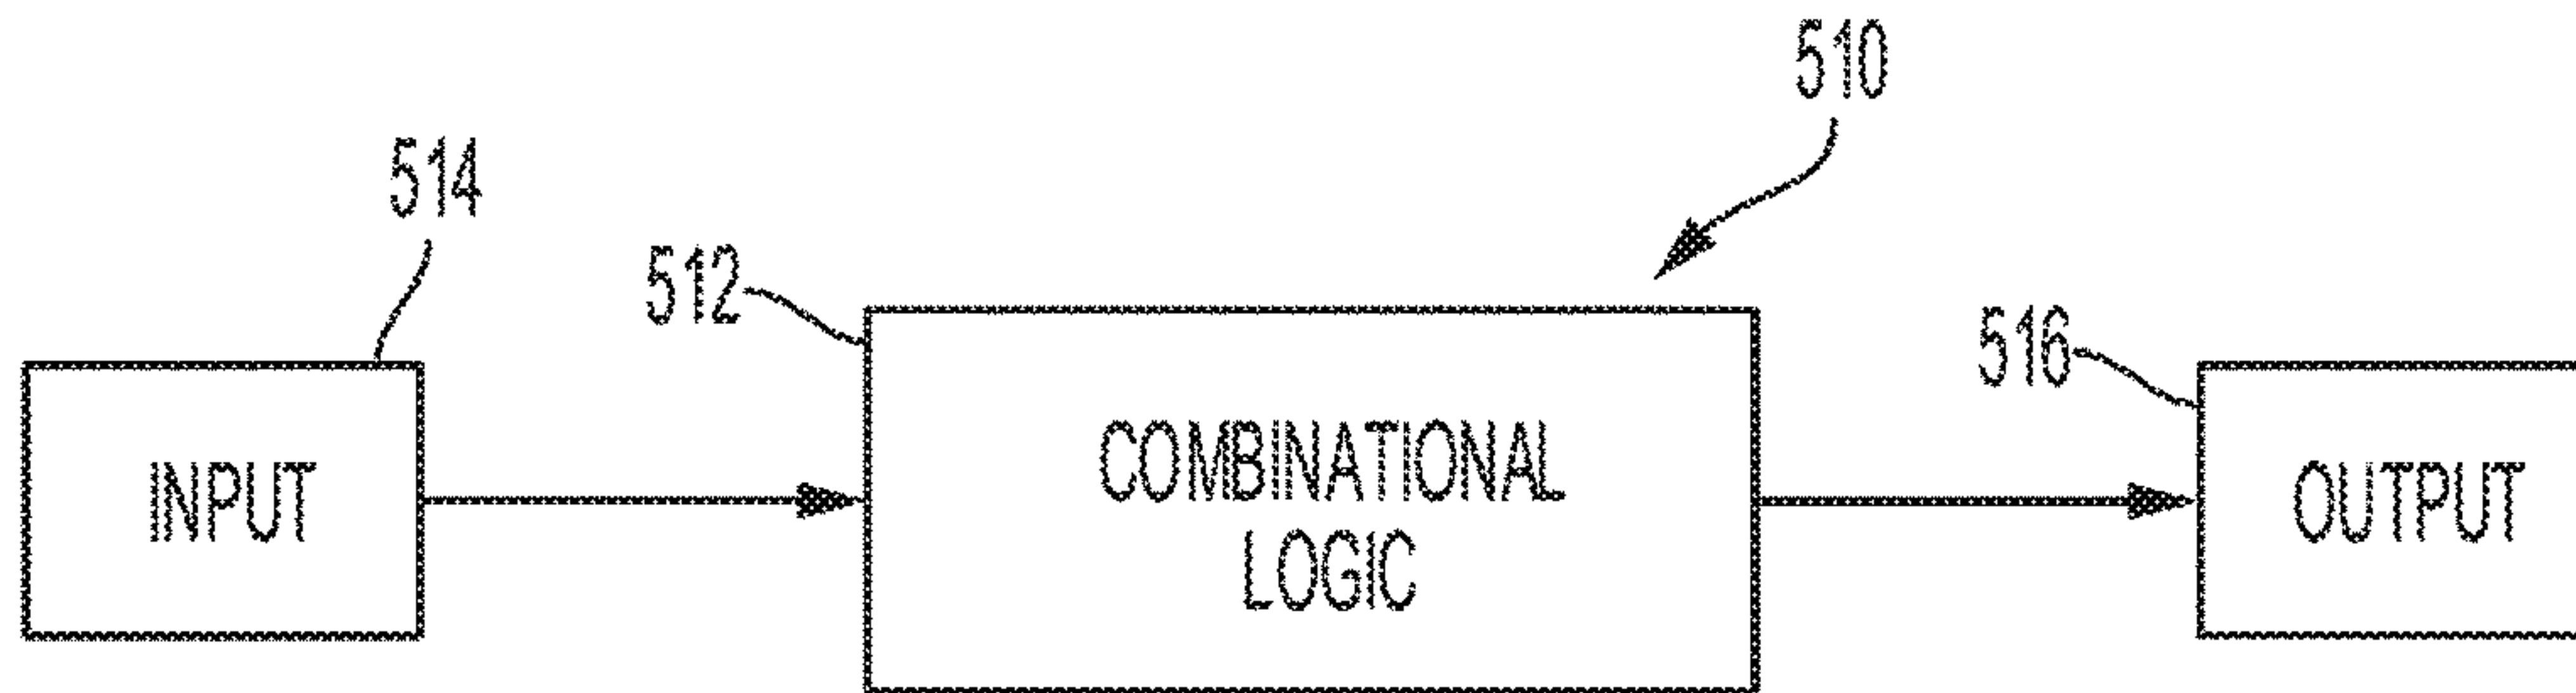 510
514
512
516
INPUT
COMBINATIONAL
LOGIC
OUTPUT